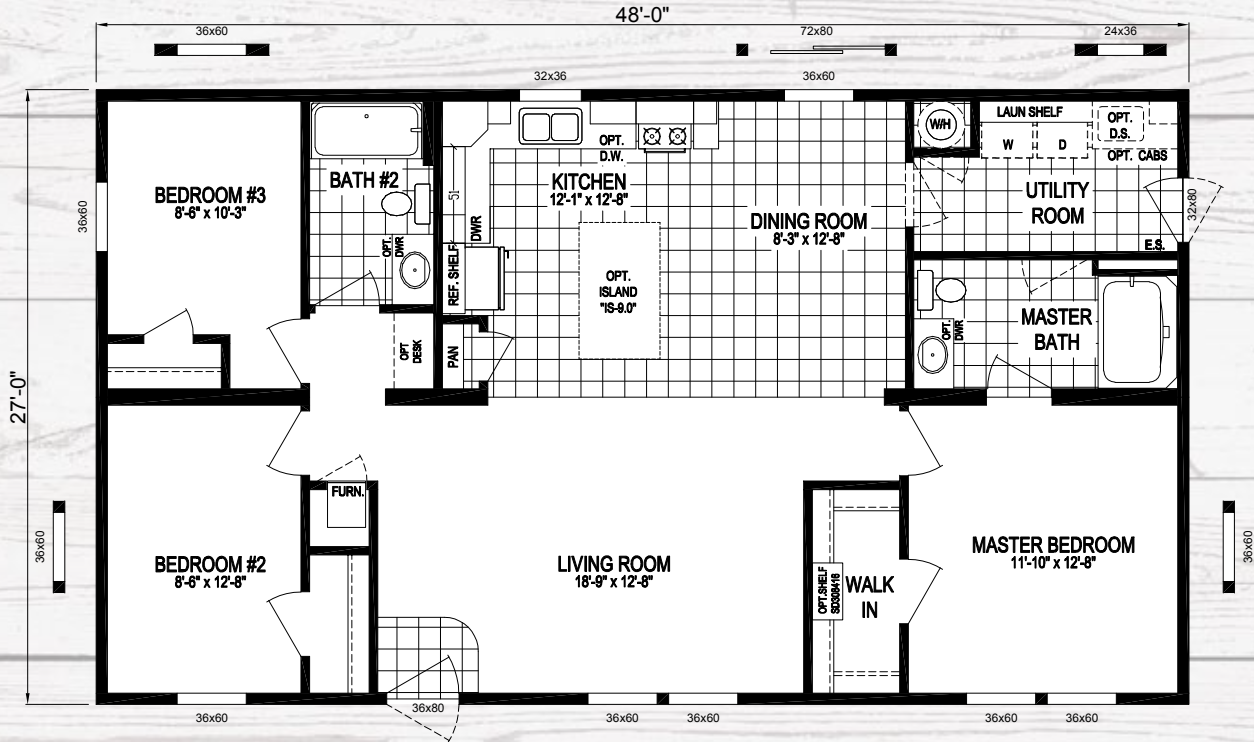 48'-0"
36x60
72x80
24x36
32x36
36x60
27'-0"
36x60
BEDROOM #3
8'-6" x 10'-3"
BATH #2
OPT.
DWR
KITCHEN
12'-1" x 12'-8"
OPT.
D.W.
51
DWR
REF. SHELF
PAN
OPT
DESK
OPT.
ISLAND
"IS-9.0"
DINING ROOM
8'-3" x 12'-8"
W/H
LAUN SHELF
W
D
OPT.
D.S.
OPT. CABS
UTILITY
ROOM
32x80
E.S.
MASTER
BATH
OPT.
DWR
FURN.
36x60
BEDROOM #2
8'-6" x 12'-8"
LIVING ROOM
18'-9" x 12'-8"
OPT.SHELF
SD308416
WALK
IN
MASTER BEDROOM
11'-10" x 12'-8"
36x60
36x60
36x80
36x60
36x60
36x60
36x60